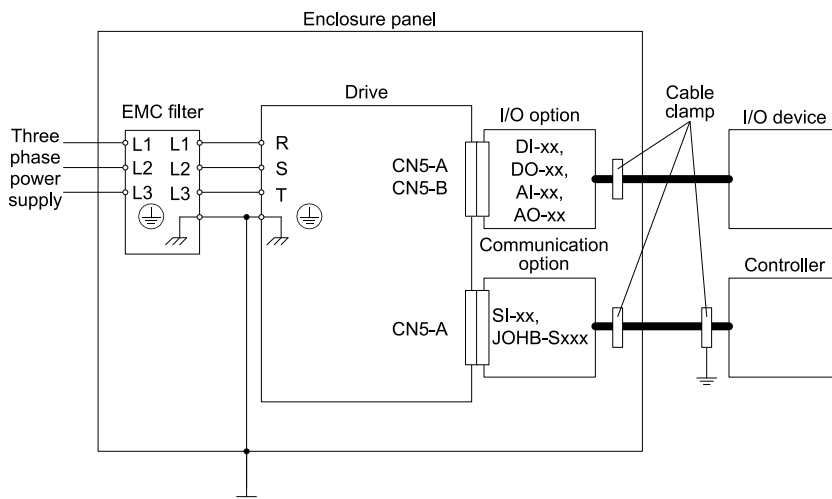 Enclosure panel
Three
phase
power
supply
EMC filter
L1 L1
L2 L2
L3 L3
Drive
R
S
T
CN5-A
CN5-B
CN5-A
I/O option
DI-xx,
DO-xx,
AI-xx,
AO-xx
Communication
option
SI-xx,
JOHB-Sxxx
Cable
clamp
I/O device
Controller